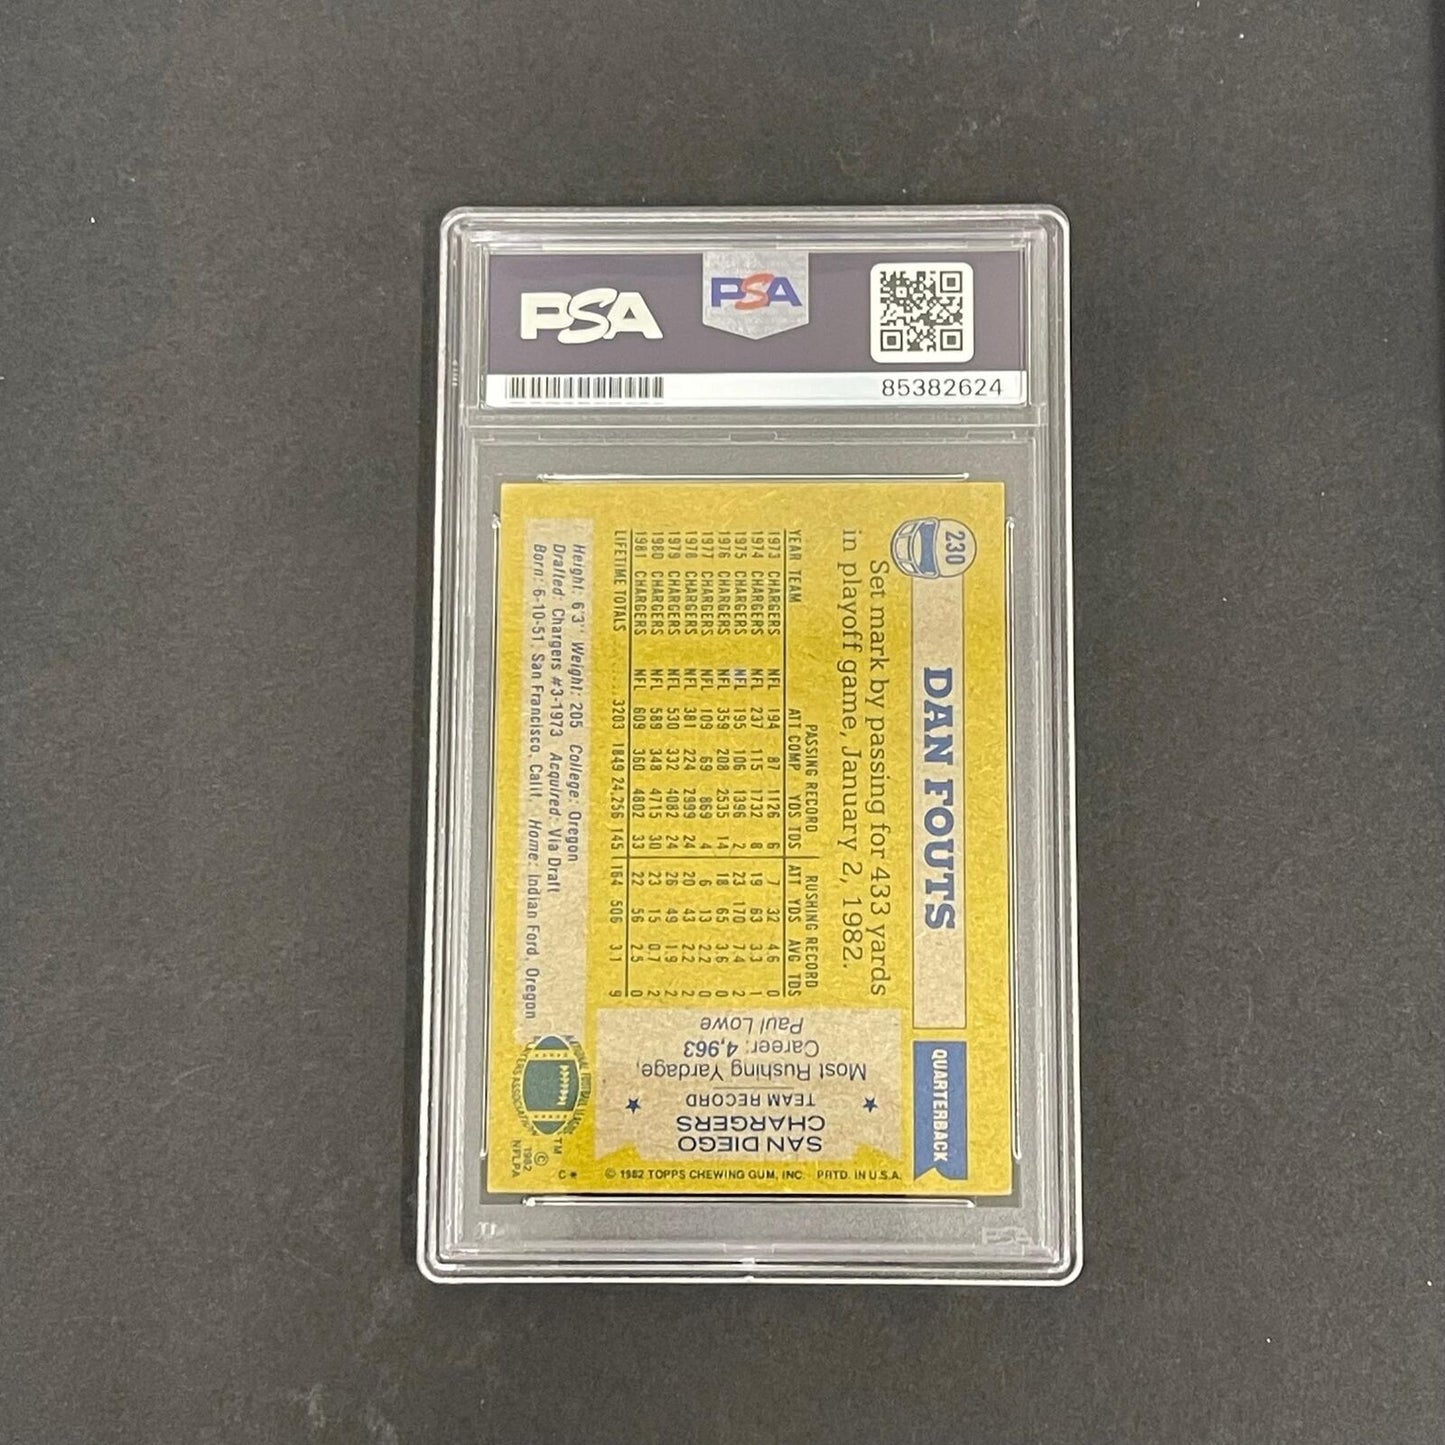 PSA
PSA
85382624
230
DAN FOUTS
QUARTERBACK
Set mark by passing for 433 yards
in playoff game, January 2, 1982.
PASSING RECORD RUSHING RECORD
YEAR TEAM ATT COMP YDS TDS ATT YDS AVG TDS
1973 CHARGERS NFL 194 87 1126 6 7 32 4.6 0
1974 CHARGERS NFL 237 115 1732 8 19 63 3.3 1
1975 CHARGERS NFL 195 106 1396 2 23 170 7.4 2
1976 CHARGERS NFL 359 208 2535 14 18 65 3.6 0
1977 CHARGERS NFL 109 69 869 4 6 13 2.2 0
1978 CHARGERS NFL 381 224 2999 24 20 43 2.2 2
1979 CHARGERS NFL 530 332 4082 24 26 49 1.9 2
1980 CHARGERS NFL 589 348 4715 30 23 15 0.7 2
1981 CHARGERS NFL 609 360 4802 33 22 56 2.5 0
LIFETIME TOTALS 3203 1849 24,256 145 164 506 3.1 9
Height: 6'3" Weight: 205 College: Oregon
Drafted: Chargers #3-1973 Acquired: Via Draft
Born: 6-10-51, San Francisco, Calif. Home: Indian Ford, Oregon
SAN DIEGO
CHARGERS
TEAM RECORD
Most Rushing Yardage,
Career: 4,963
Paul Lowe
NATIONAL FOOTBALL LEAGUE
PLAYERS ASSOCIATION
TM
©
1982
NFLPA
C* © 1982 TOPPS CHEWING GUM, INC. PRTD. IN U.S.A.
PSA